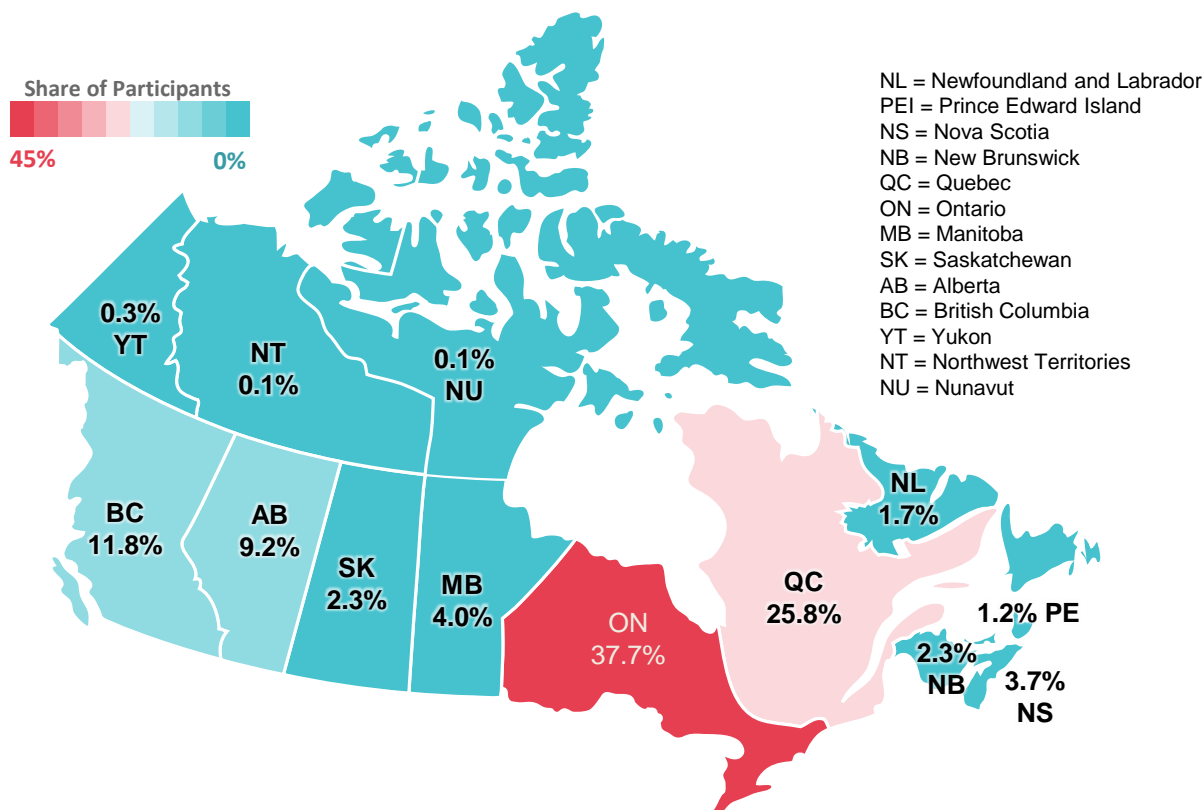 Share of Participants
45%
0%
NL = Newfoundland and Labrador
PEI = Prince Edward Island
NS = Nova Scotia
NB = New Brunswick
QC = Quebec
ON = Ontario
MB = Manitoba
SK = Saskatchewan
AB = Alberta
BC = British Columbia
YT = Yukon
NT = Northwest Territories
NU = Nunavut
0.3%
YT
NT
0.1%
0.1%
NU
BC
11.8%
AB
9.2%
SK
2.3%
MB
4.0%
ON
37.7%
QC
25.8%
NL
1.7%
1.2% PE
2.3%
NB
3.7%
NS